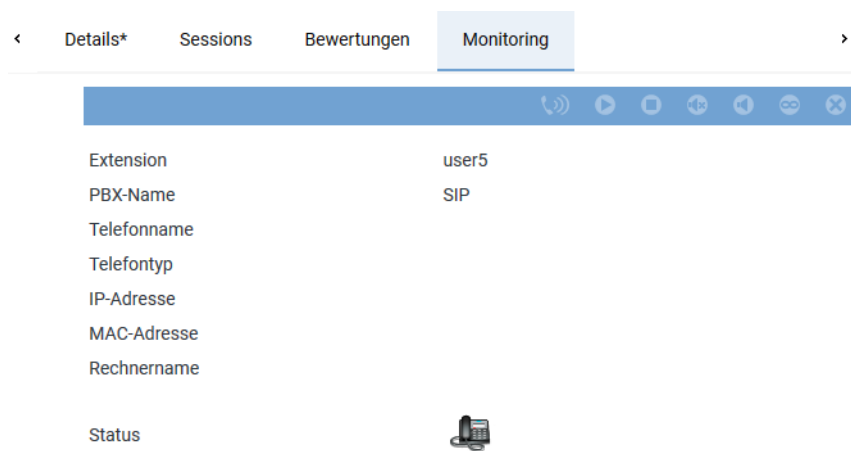 Details* Sessions Bewertungen Monitoring
Extension user5
PBX-Name SIP
Telefonname
Telefontyp
IP-Adresse
MAC-Adresse
Rechnername
Status